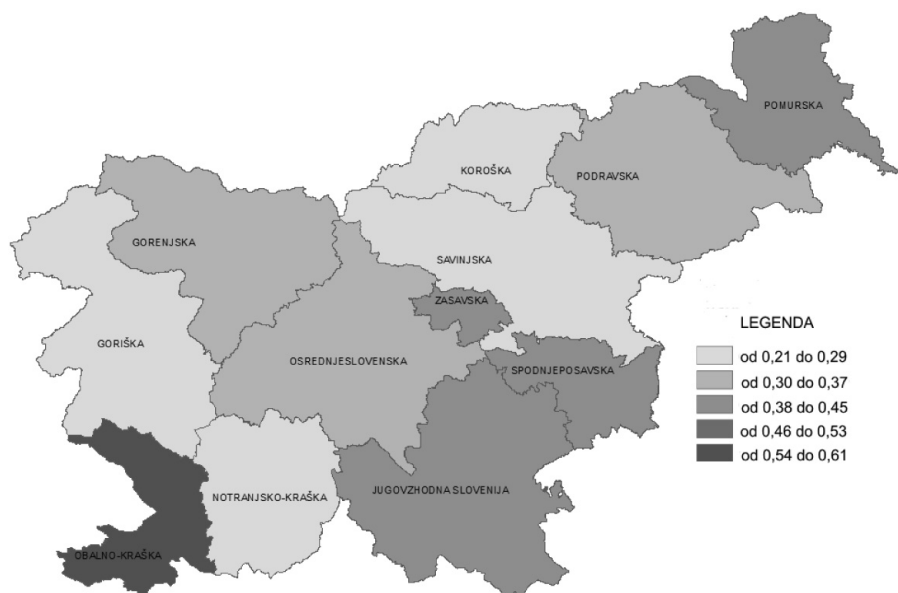 POMURSKA
KOROŠKA
PODRAVSKA
GORENJSKA
SAVINJSKA
ZASAVSKA
GORIŠKA
OSREDNJESLOVENSKA
SPODNJEPOSAVSKA
NOTRANJSKO-KRAŠKA
JUGOVZHODNA SLOVENIJA
OBALNO-KRAŠKA
LEGENDA
od 0,21 do 0,29
od 0,30 do 0,37
od 0,38 do 0,45
od 0,46 do 0,53
od 0,54 do 0,61